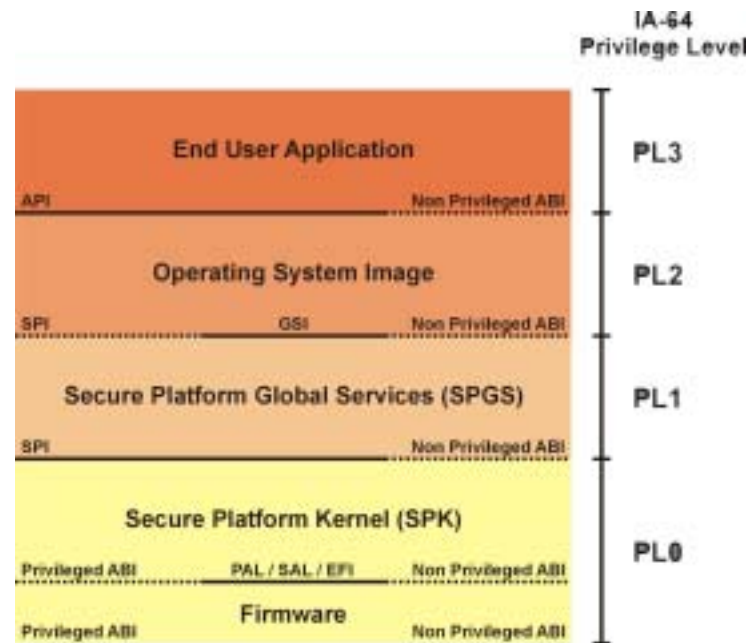 IA-64
Privilege Level
End User Application
PL3
API
Non Privileged ABI
Operating System Image
PL2
SPI
GSI
Non Privileged ABI
Secure Platform Global Services (SPGS)
PL1
SPI
Non Privileged ABI
Secure Platform Kernel (SPK)
PL0
Privileged ABI
PAL / SAL / EFI
Non Privileged ABI
Firmware
Privileged ABI
Non Privileged ABI